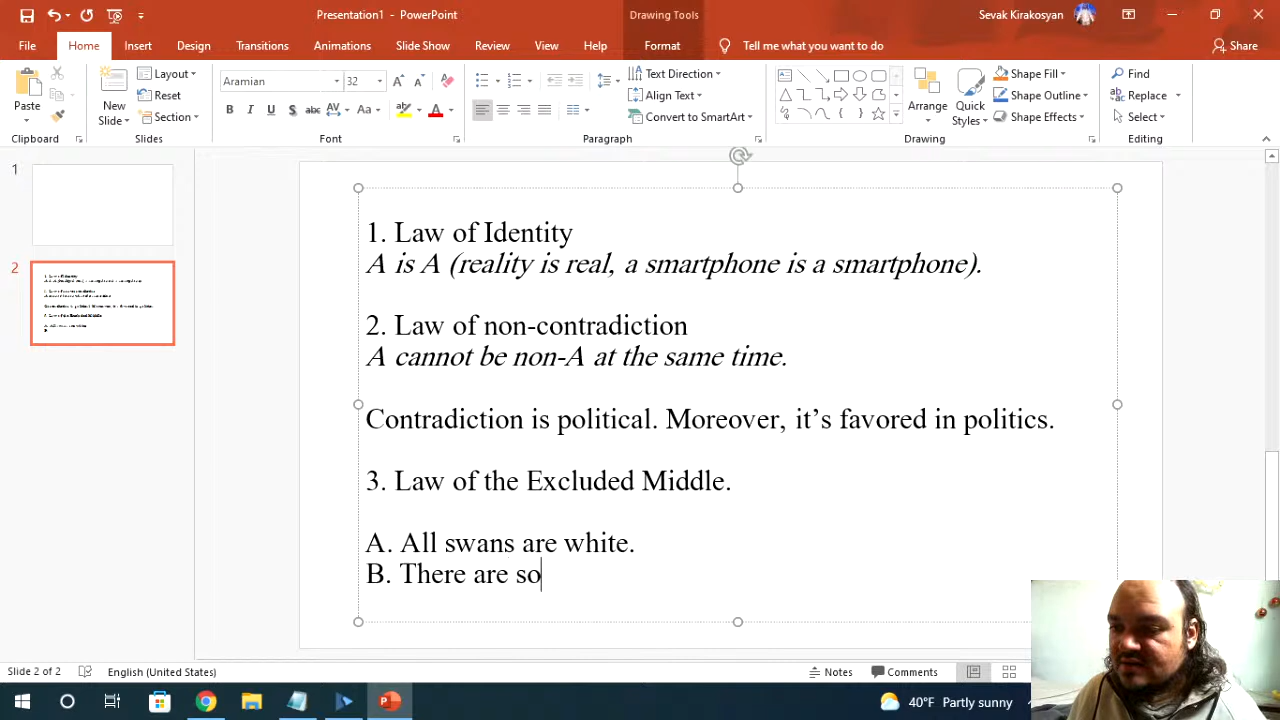 Presentation1 - PowerPoint
Drawing Tools
Sevak Kirakosyan
File Home Insert Design Transitions Animations Slide Show Review View Help Format Tell me what you want to do Share
Paste
Clipboard
New Slide
Layout
Reset
Section
Slides
Aramian 32
B I U S abc AV Aa A
Font
Text Direction
Align Text
Convert to SmartArt
Paragraph
Arrange
Quick Styles
Shape Fill
Shape Outline
Shape Effects
Drawing
Find
Replace
Select
Editing
1
2
1. Law of Identity
A is A (reality is real, a smartphone is a smartphone).
2. Law of non-contradiction
A cannot be non-A at the same time.
Contradiction is political. Moreover, it’s favored in politics.
3. Law of the Excluded Middle.
A. All swans are white.
B. There are so
Slide 2 of 2 English (United States) Notes Comments
40°F Partly sunny